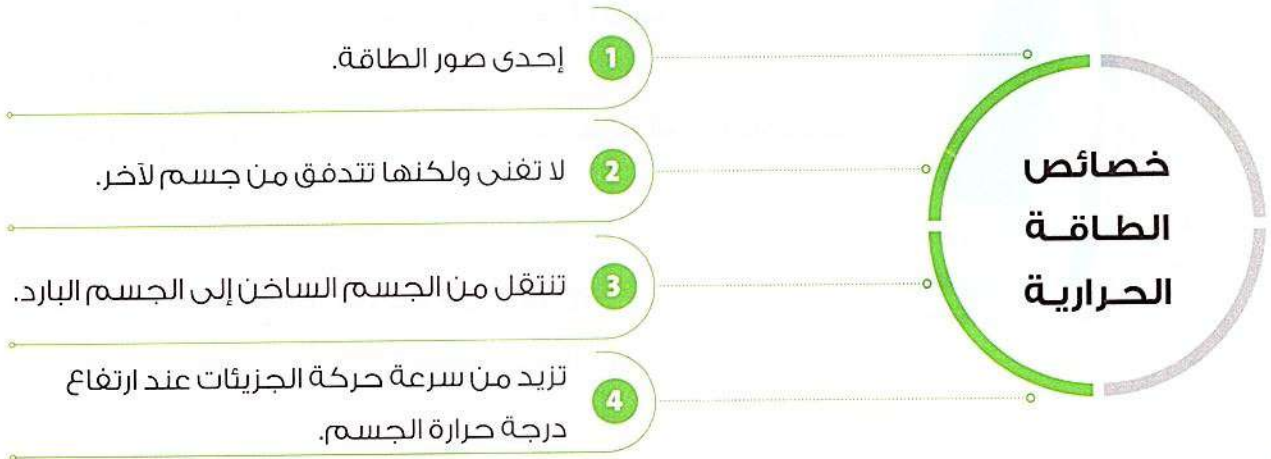 خصائص
الطاقة
الحرارية
1 إحدى صور الطاقة.
2 لا تفنى ولكنها تتدفق من جسم لآخر.
3 تنتقل من الجسم الساخن إلى الجسم البارد.
4 تزيد من سرعة حركة الجزيئات عند ارتفاع
درجة حرارة الجسم.